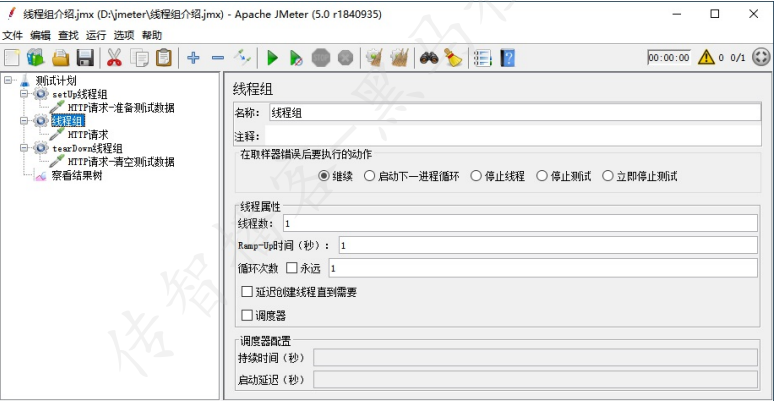 线程组介绍.jmx (D:\jmeter\线程组介绍.jmx) - Apache JMeter (5.0 r1840935)
文件 编辑 查找 运行 选项 帮助
00:00:00 0 0/1
测试计划
setUp线程组
HTTP请求-准备测试数据
线程组
HTTP请求
tearDown线程组
HTTP请求-清空测试数据
察看结果树
线程组
名称: 线程组
注释:
在取样器错误后要执行的动作
继续 启动下一进程循环 停止线程 停止测试 立即停止测试
线程属性
线程数: 1
Ramp-Up时间(秒): 1
循环次数 永远 1
延迟创建线程直到需要
调度器
调度器配置
持续时间(秒)
启动延迟(秒)